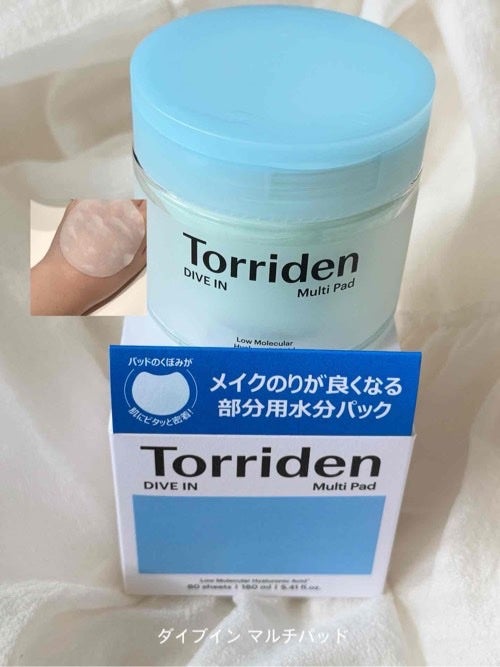 Torriden
DIVE IN
Multi Pad
Low Molecular
パッドのくぼみが
肌にピタッと密着!
メイクのりが良くなる
部分用水分パック
Torriden
DIVE IN
Multi Pad
Low Molecular Hyaluronic Acid
80 sheets | 160 ml | 5.41 fl.oz.
ダイブイン マルチパッド